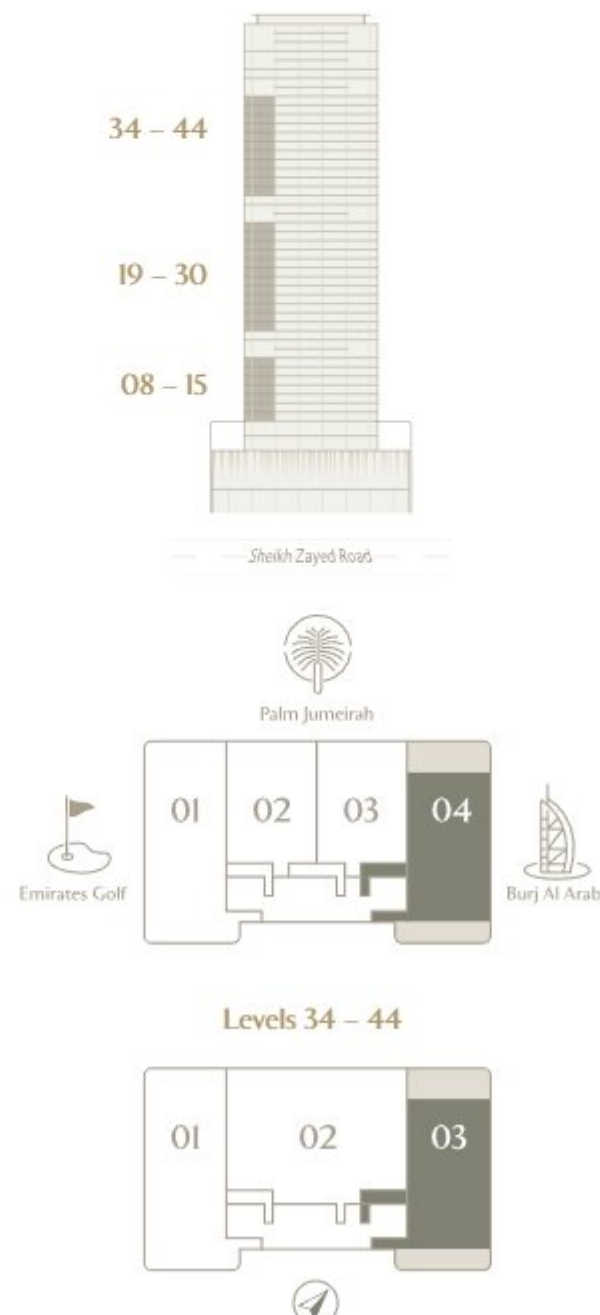 34 – 44
19 – 30
08 – 15
Sheikh Zayed Road
Palm Jumeirah
01 02 03 04
Emirates Golf
Burj Al Arab
Levels 34 – 44
01 02 03